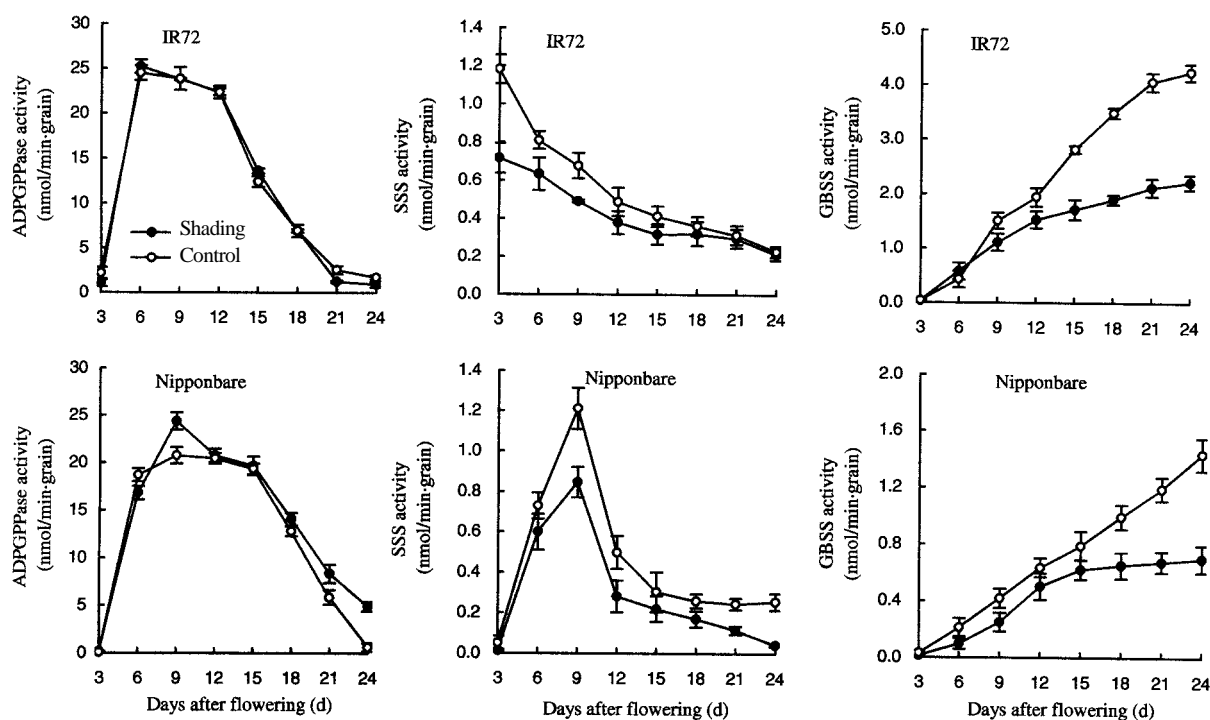 ADPGPPase activity
(nmol/min·grain)
30
25
20
15
10
5
0
IR72
Shading
Control
3 6 9 12 15 18 21 24
SSS activity
(nmol/min·grain)
1.4
1.2
1.0
0.8
0.6
0.4
0.2
0.0
IR72
3 6 9 12 15 18 21 24
GBSS activity
(nmol/min·grain)
5.0
4.0
3.0
2.0
1.0
0.0
IR72
3 6 9 12 15 18 21 24
ADPGPPase activity
(nmol/min·grain)
30
25
20
15
10
5
0
Nipponbare
3 6 9 12 15 18 21 24
Days after flowering (d)
SSS activity
(nmol/min·grain)
1.4
1.2
1.0
0.8
0.6
0.4
0.2
0.0
Nipponbare
3 6 9 12 15 18 21 24
Days after flowering (d)
GBSS activity
(nmol/min·grain)
2.0
1.6
1.2
0.8
0.4
0.0
Nipponbare
3 6 9 12 15 18 21 24
Days after flowering (d)